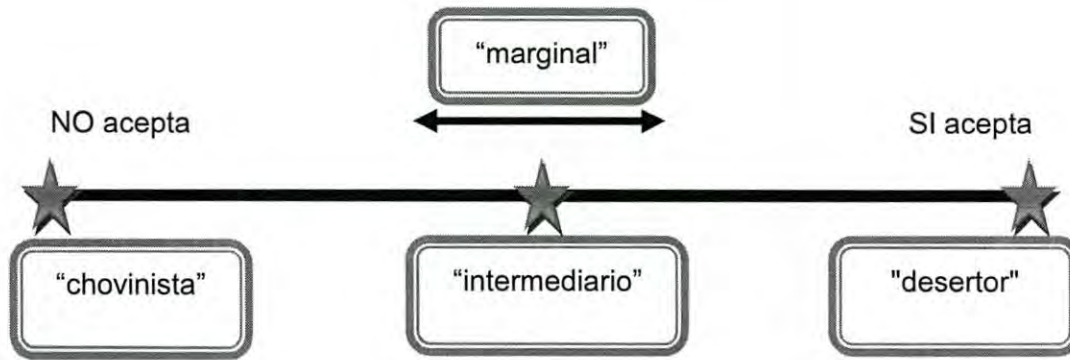 “marginal”
NO acepta
SI acepta
“chovinista”
“intermediario”
"desertor"